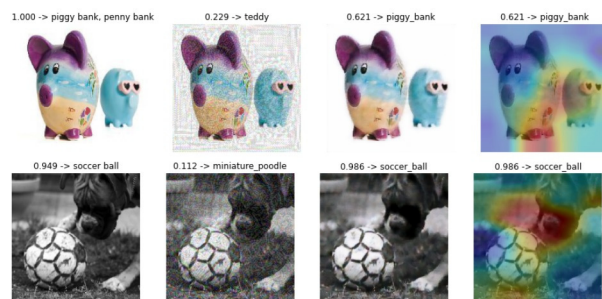 1.000 -> piggy bank, penny bank
0.229 -> teddy
0.621 -> piggy_bank
0.621 -> piggy_bank
0.949 -> soccer ball
0.112 -> miniature_poodle
0.986 -> soccer_ball
0.986 -> soccer_ball